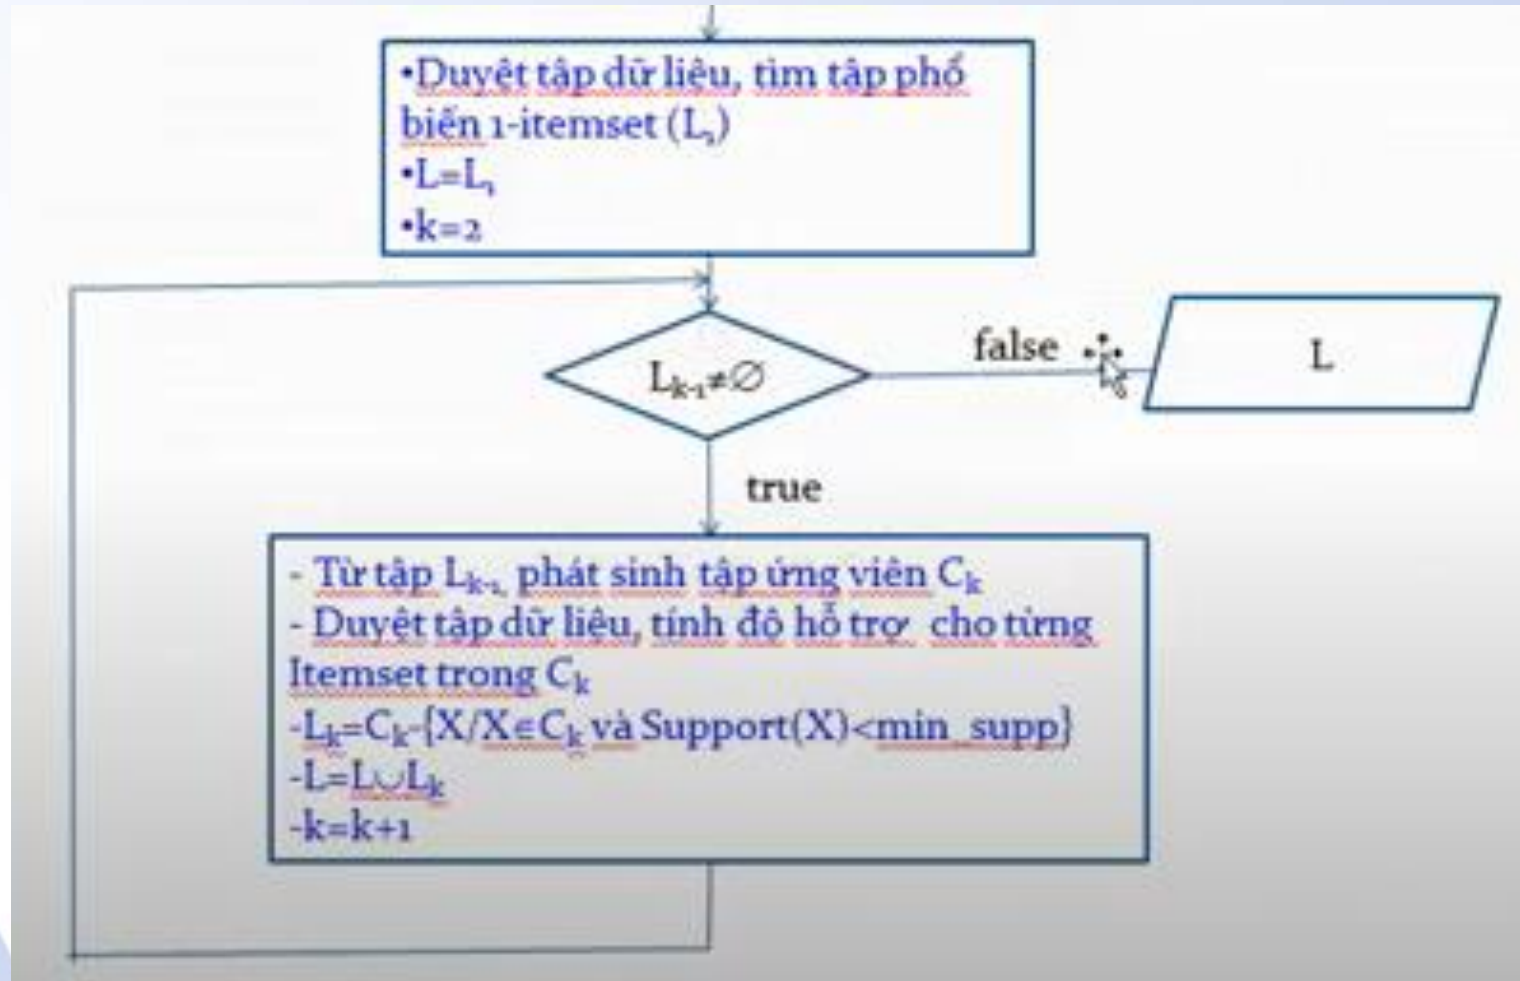 •Duyệt tập dữ liệu, tìm tập phổ
biến 1-itemset (L₁)
•L=L₁
•k=2
Lₖ₋₁≠∅
false
L
true
- Từ tập Lₖ₋₁, phát sinh tập ứng viên Cₖ
- Duyệt tập dữ liệu, tính độ hỗ trợ cho từng
Itemset trong Cₖ
-Lₖ=Cₖ-{X/X∈Cₖ và Support(X)<min_supp}
-L=L∪Lₖ
-k=k+1